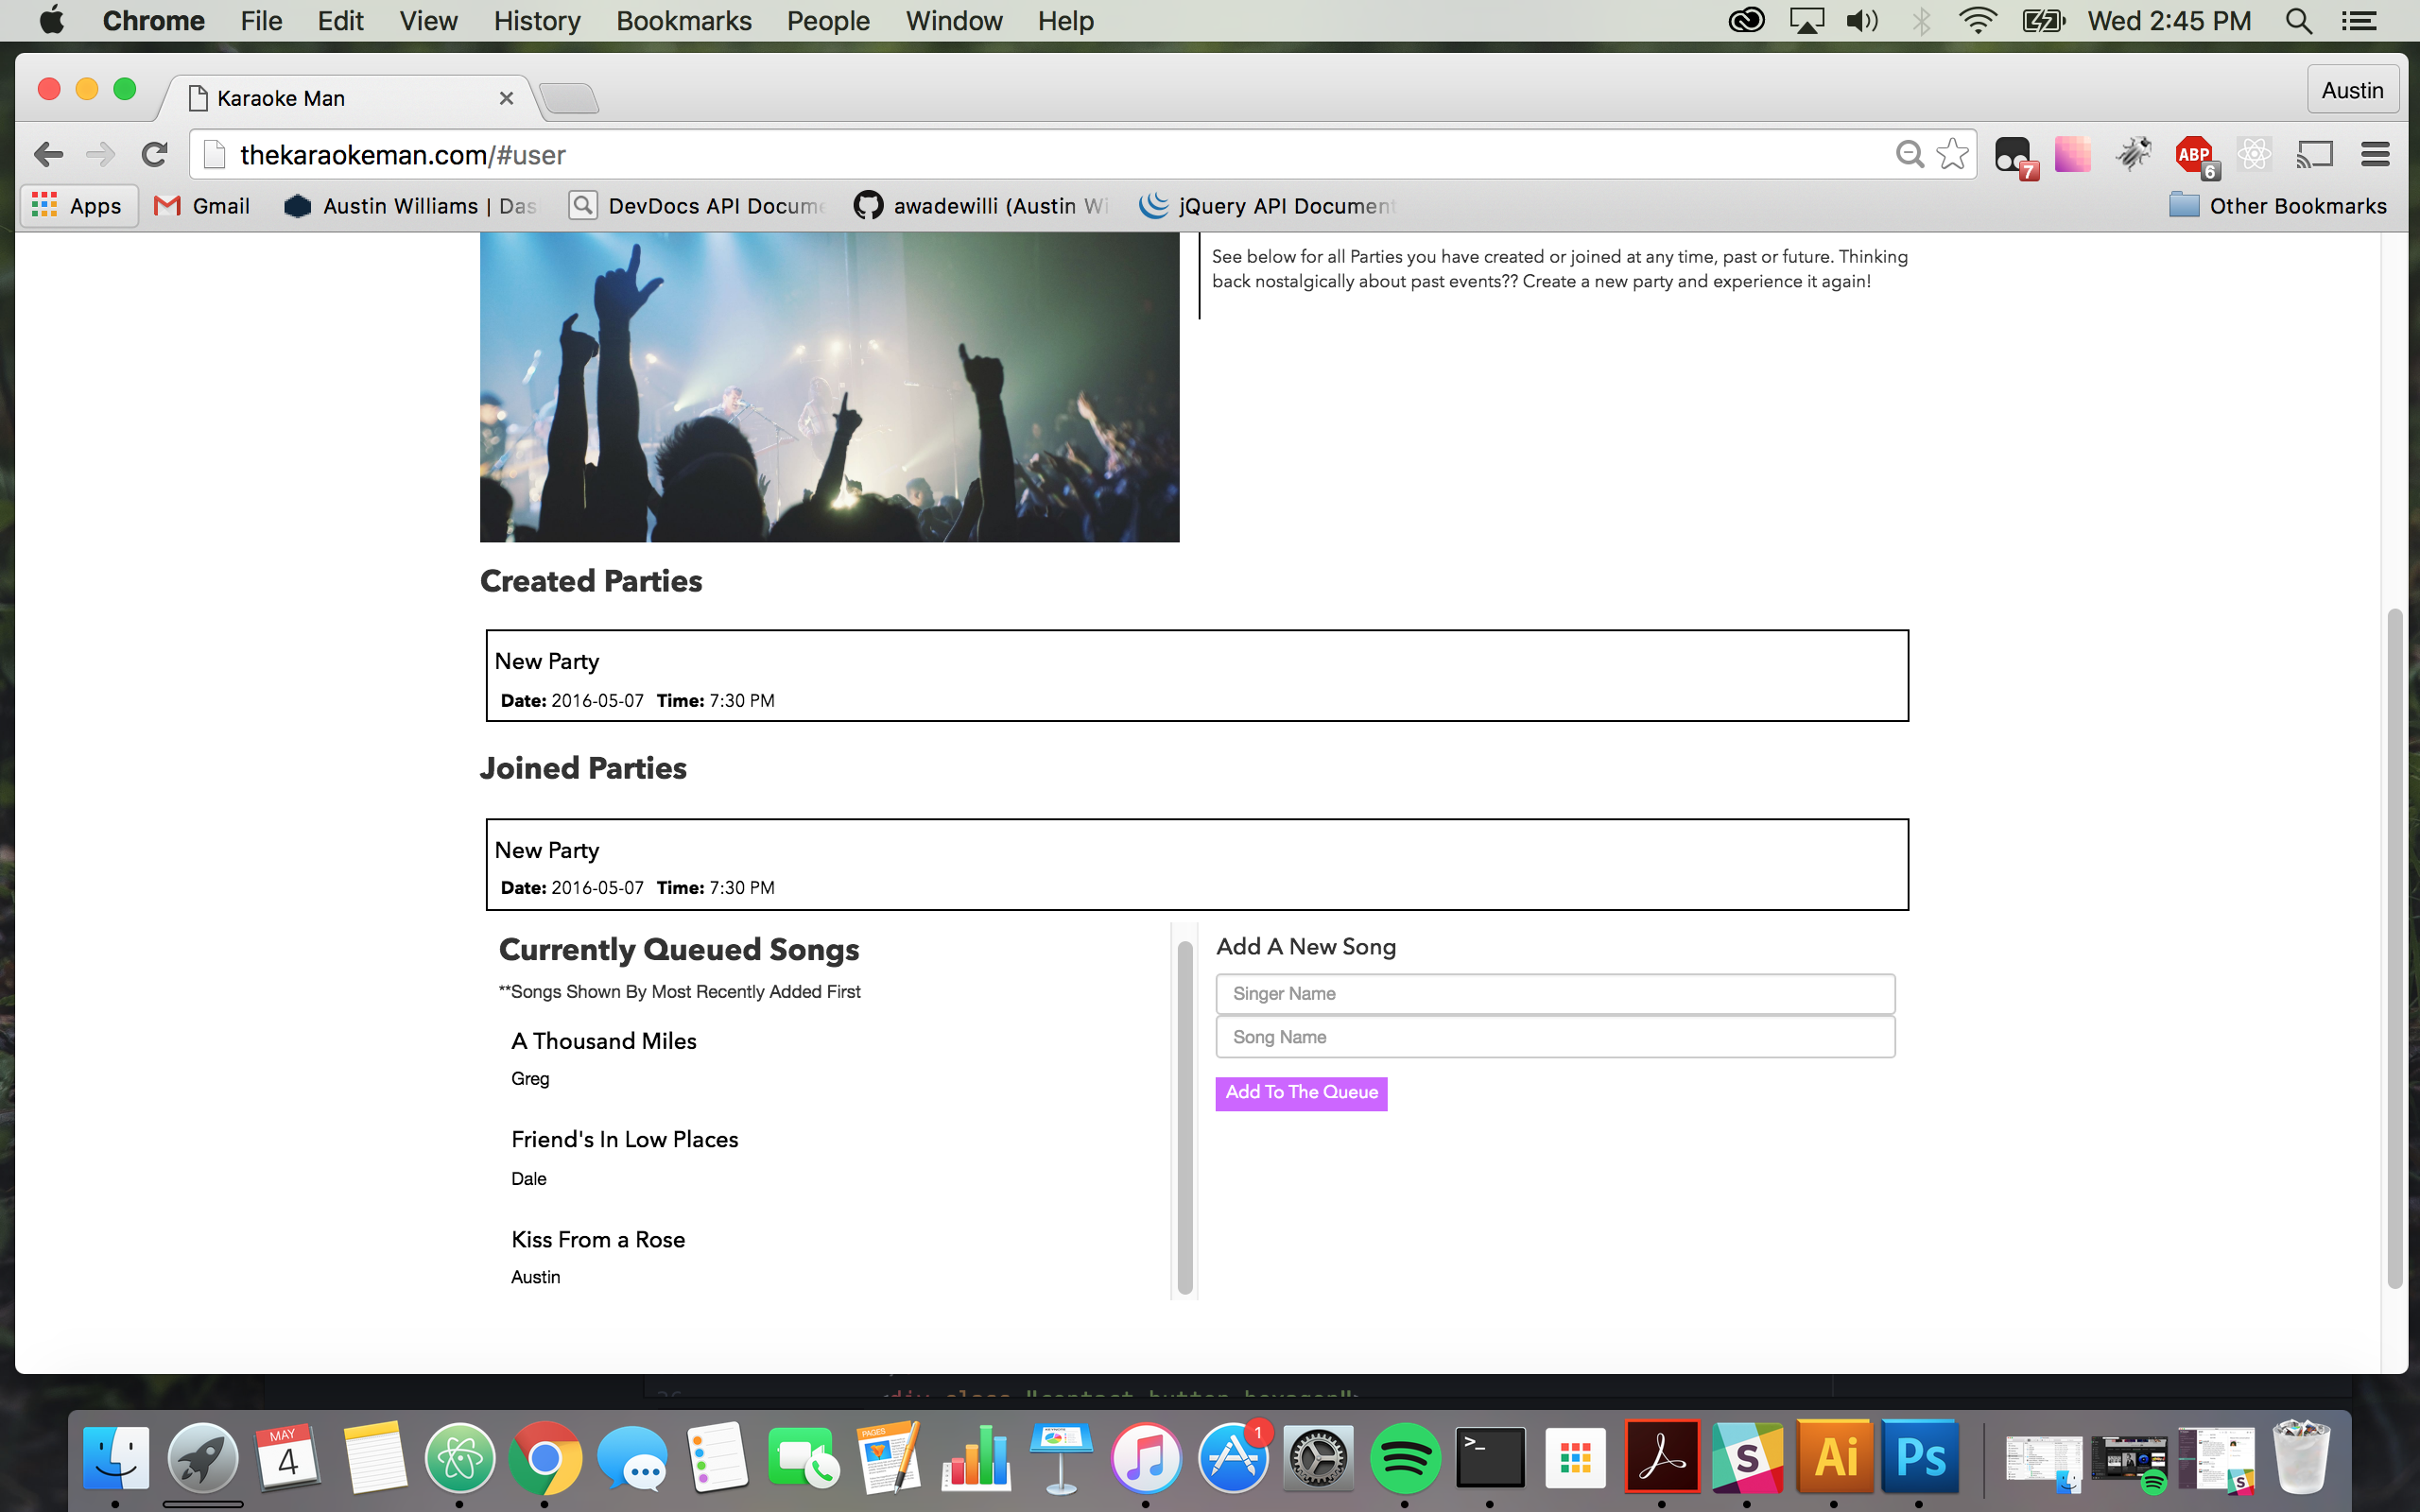 Chrome File Edit View History Bookmarks People Window Help Wed 2:45 PM
Karaoke Man Austin
thekaraokeman.com/#user 7 ABP 6
Apps Gmail Austin Williams | Das DevDocs API Docume awadewilli (Austin Wi jQuery API Document Other Bookmarks
See below for all Parties you have created or joined at any time, past or future. Thinking
back nostalgically about past events?? Create a new party and experience it again!
Created Parties
New Party
Date: 2016-05-07 Time: 7:30 PM
Joined Parties
New Party
Date: 2016-05-07 Time: 7:30 PM
Currently Queued Songs
**Songs Shown By Most Recently Added First
A Thousand Miles
Greg
Friend's In Low Places
Dale
Kiss From a Rose
Austin
Add A New Song
Singer Name
Song Name
Add To The Queue
MAY
4
PAGES
1
>_
S
Ai
Ps